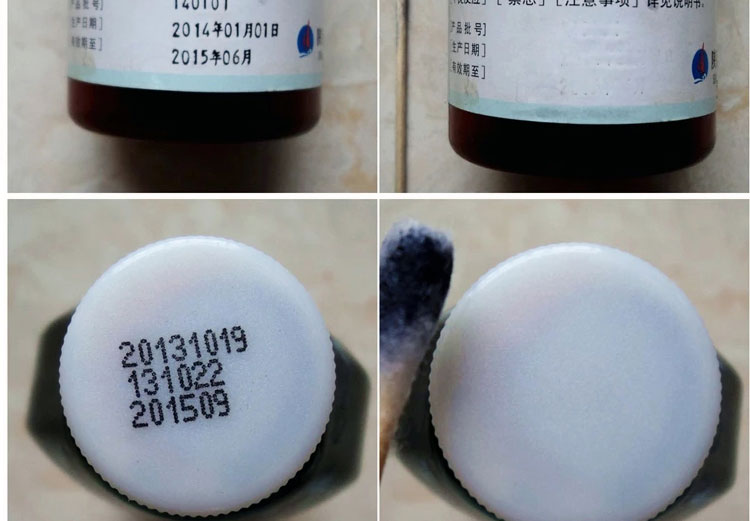 140101
产品批号]
2014年01月01日
生产日期]
2015年06月
有效期至]
[禁忌] [注意事项] 详见说明书。
产品批号]
生产日期]
有效期至]
20131019
131022
201509